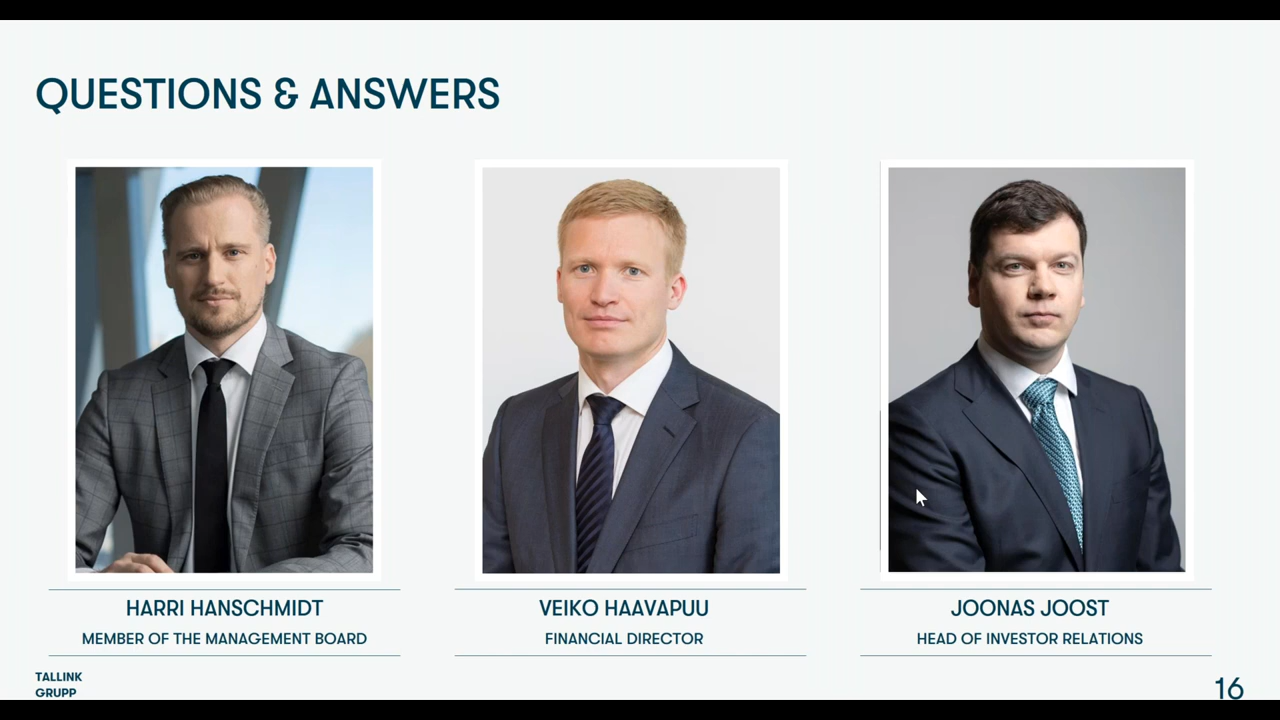 QUESTIONS & ANSWERS
HARRI HANSCHMIDT
MEMBER OF THE MANAGEMENT BOARD
VEIKO HAAVAPUU
FINANCIAL DIRECTOR
JOONAS JOOST
HEAD OF INVESTOR RELATIONS
TALLINK
GRUPP
16